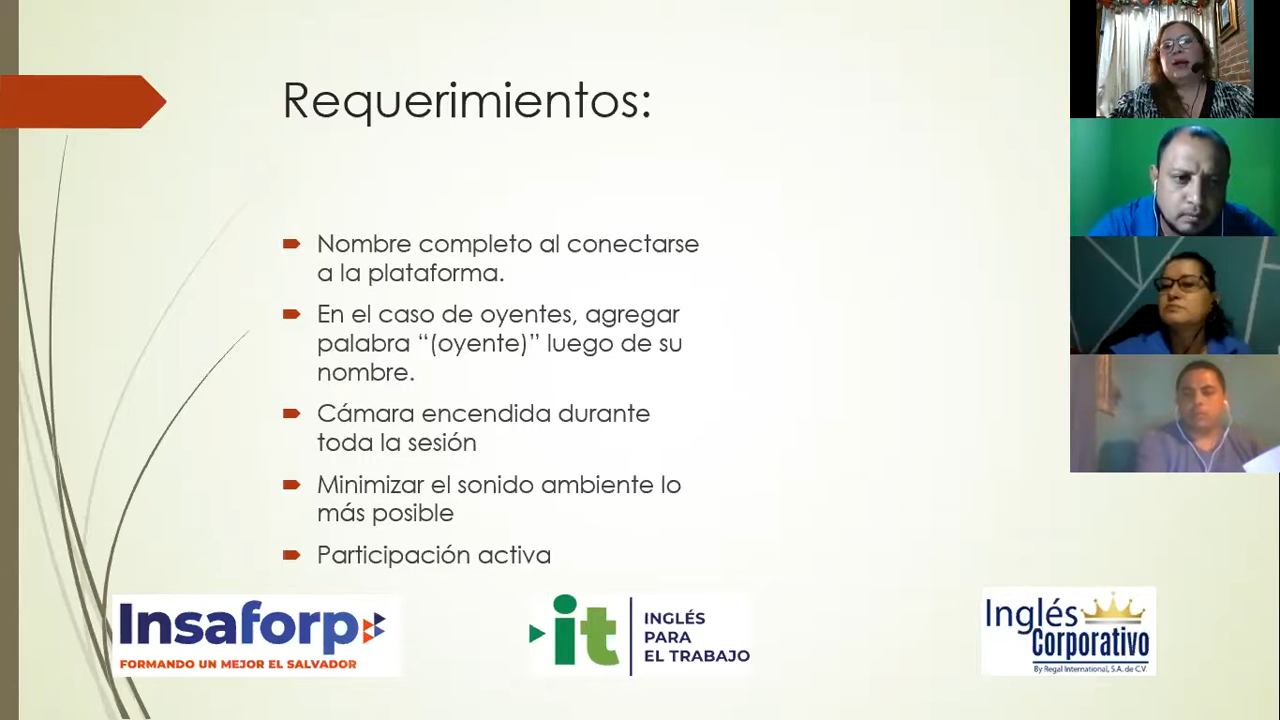 Requerimientos:
Nombre completo al conectarse
a la plataforma.
En el caso de oyentes, agregar
palabra “(oyente)” luego de su
nombre.
Cámara encendida durante
toda la sesión
Minimizar el sonido ambiente lo
más posible
Participación activa
Insaforp
FORMANDO UN MEJOR EL SALVADOR
it
INGLÉS
PARA
EL TRABAJO
Inglés
Corporativo
By Regal International, S.A. de C.V.